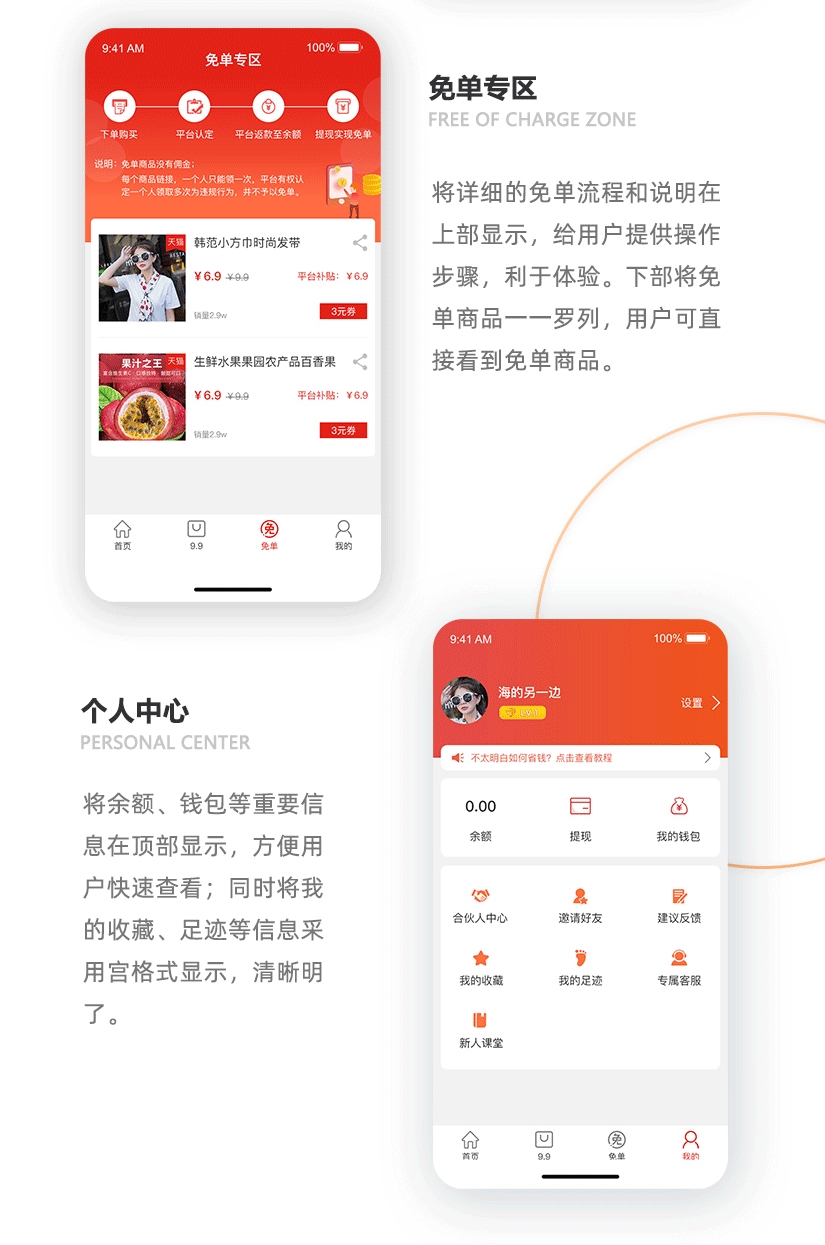 9:41 AM
100%
免单专区
下单购买
平台认定
平台返款至余额
提现实现免单
说明：免单商品没有佣金；
每个商品链接，一个人只能领一次，平台有权认
定一个人领取多次为违规行为，并不予以免单。
天猫
韩范小方巾时尚发带
¥6.9 ¥9.9
平台补贴：¥6.9
销量2.9w
3元券
果汁之王
天猫
生鲜水果果园农产品百香果
¥6.9 ¥9.9
平台补贴：¥6.9
销量2.9w
3元券
首页
9.9
免
免单
我的
免单专区
FREE OF CHARGE ZONE
将详细的免单流程和说明在
上部显示，给用户提供操作
步骤，利于体验。下部将免
单商品一一罗列，用户可直
接看到免单商品。
个人中心
PERSONAL CENTER
将余额、钱包等重要信
息在顶部显示，方便用
户快速查看；同时将我
的收藏、足迹等信息采
用宫格式显示，清晰明
了。
9:41 AM
100%
海的另一边
LV.1
设置
不太明白如何省钱？点击查看教程
0.00
余额
提现
我的钱包
合伙人中心
邀请好友
建议反馈
我的收藏
我的足迹
专属客服
新人课堂
首页
9.9
免
免单
我的